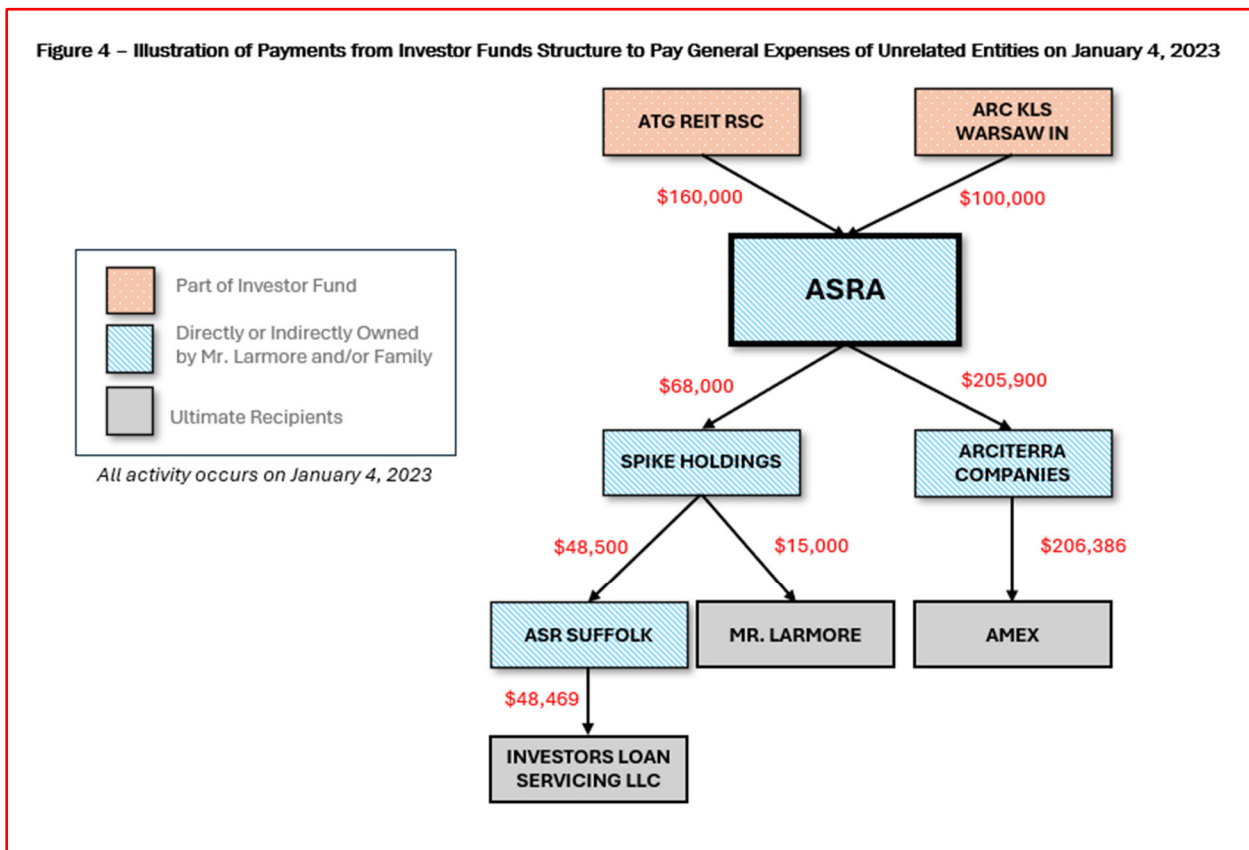 Figure 4 – Illustration of Payments from Investor Funds Structure to Pay General Expenses of Unrelated Entities on January 4, 2023
ATG REIT RSC
ARC KLS
WARSAW IN
$160,000
$100,000
Part of Investor Fund
Directly or Indirectly Owned
by Mr. Larmore and/or Family
Ultimate Recipients
All activity occurs on January 4, 2023
ASRA
$68,000
$205,900
SPIKE HOLDINGS
ARCITERRA
COMPANIES
$48,500
$15,000
$206,386
ASR SUFFOLK
MR. LARMORE
AMEX
$48,469
INVESTORS LOAN
SERVICING LLC